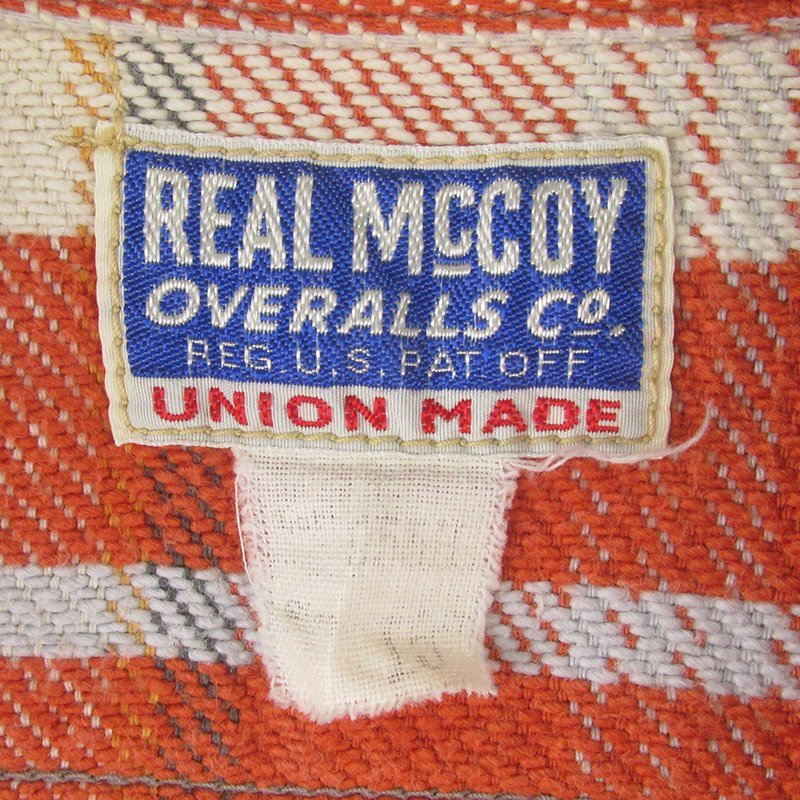 REAL McCOY
OVERALLS Co.
REG. U.S. PAT OFF
UNION MADE